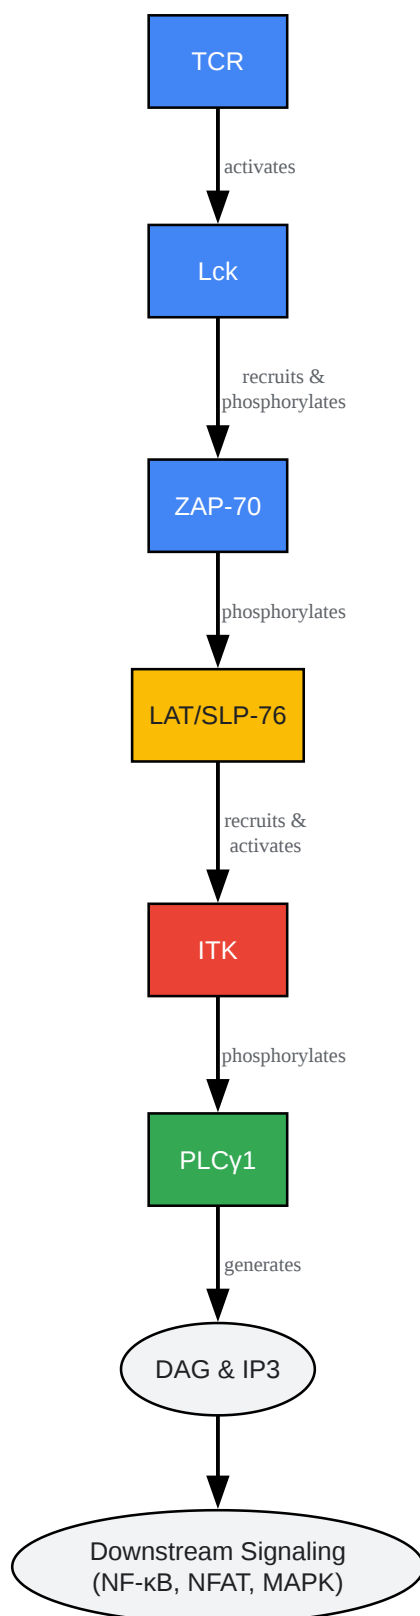 TCR
activates
Lck
recruits &
phosphorylates
ZAP-70
phosphorylates
LAT/SLP-76
recruits &
activates
ITK
phosphorylates
PLCγ1
generates
DAG & IP3
Downstream Signaling
(NF-κB, NFAT, MAPK)